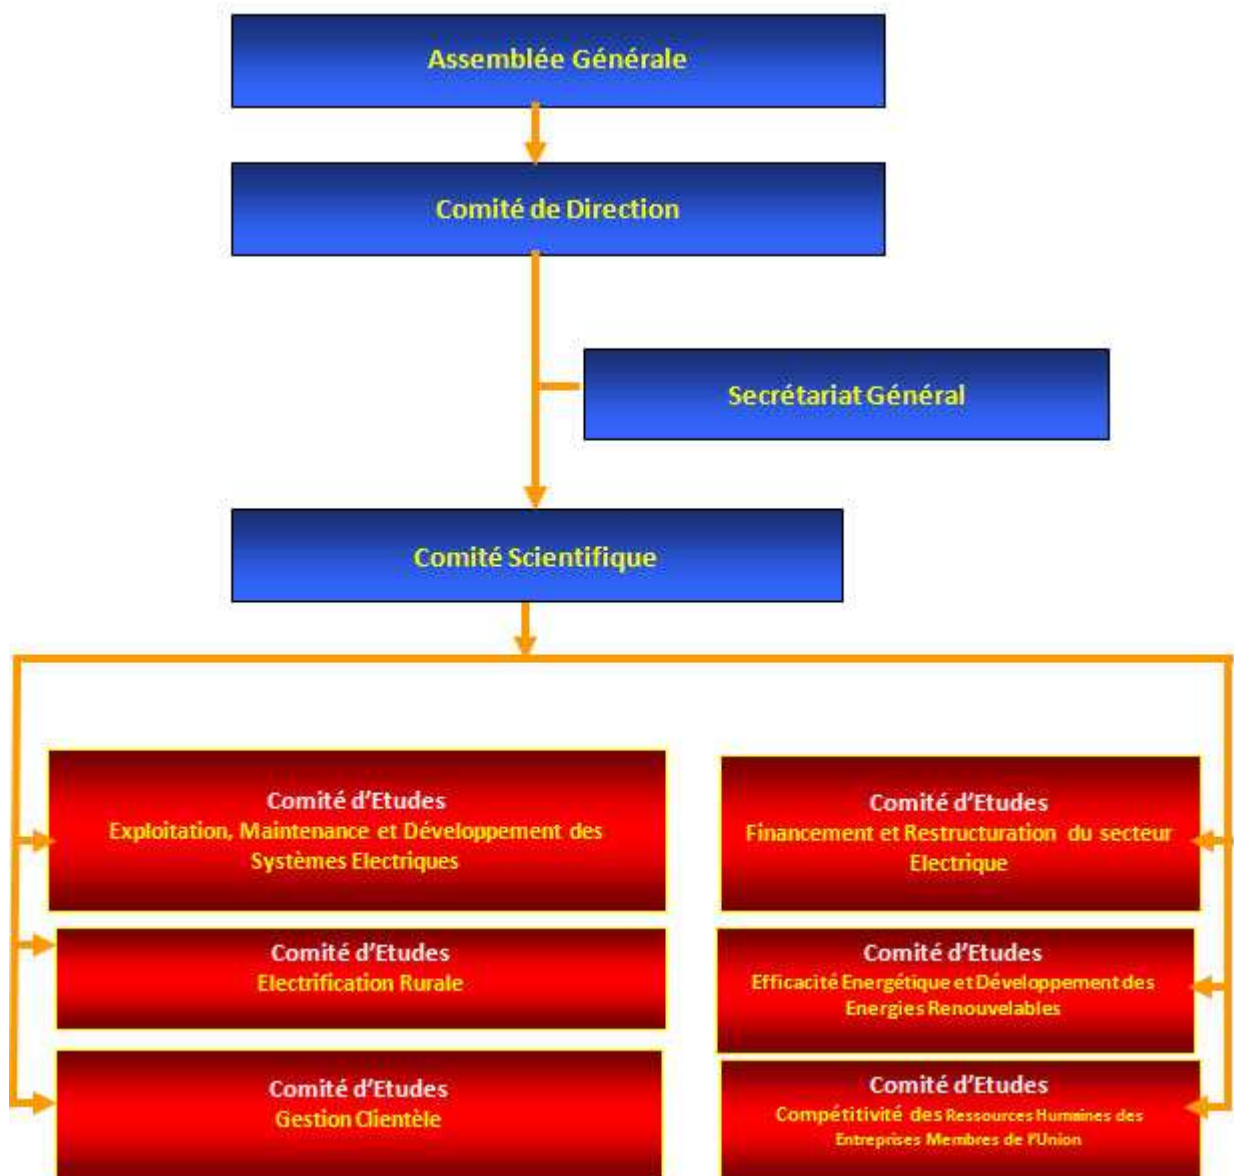 Assemblée Générale
Comité de Direction
Secrétariat Général
Comité Scientifique
Comité d'Etudes
Exploitation, Maintenance et Développement des
Systèmes Electriques
Comité d'Etudes
Electrification Rurale
Comité d'Etudes
Gestion Clientèle
Comité d'Etudes
Financement et Restructuration du secteur
Electrique
Comité d'Etudes
Efficacité Energétique et Développement des
Energies Renouvelables
Comité d'Etudes
Compétitivité des Ressources Humaines des
Entreprises Membres de l'Union